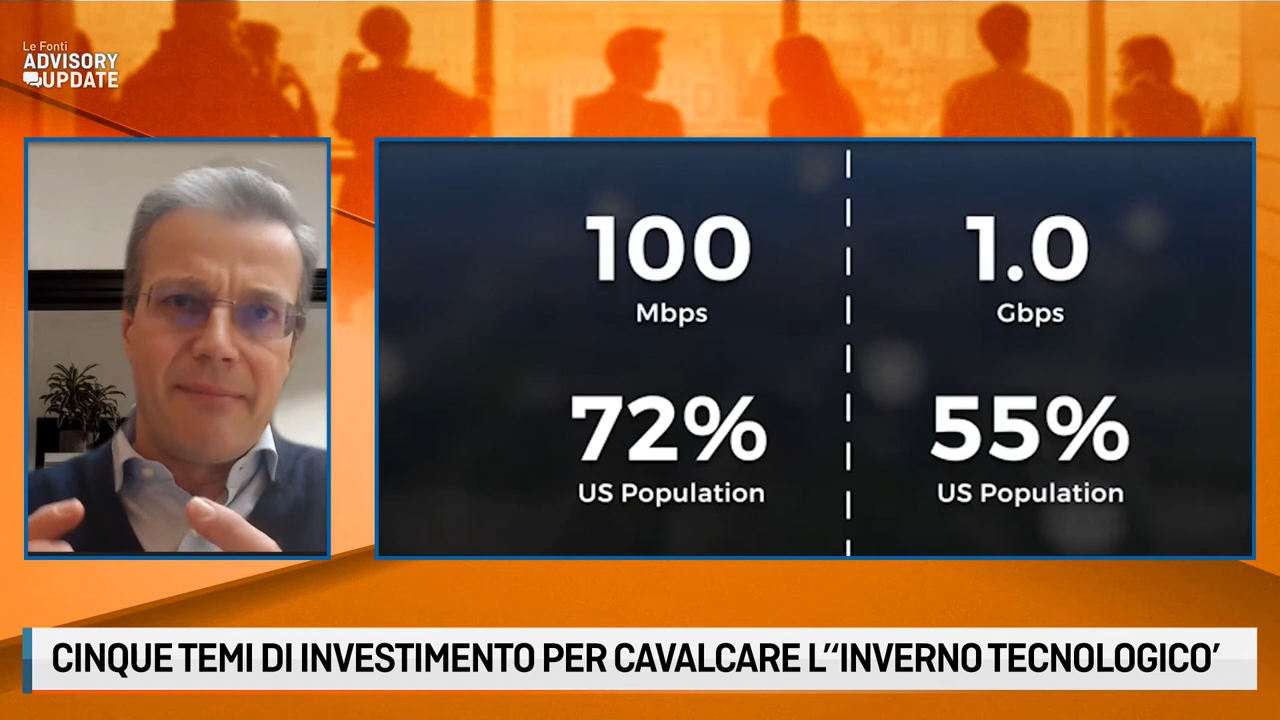 Le Fonti
ADVISORY
UPDATE
100
Mbps
72%
US Population
1.0
Gbps
55%
US Population
CINQUE TEMI DI INVESTIMENTO PER CAVALCARE L‘‘INVERNO TECNOLOGICO’